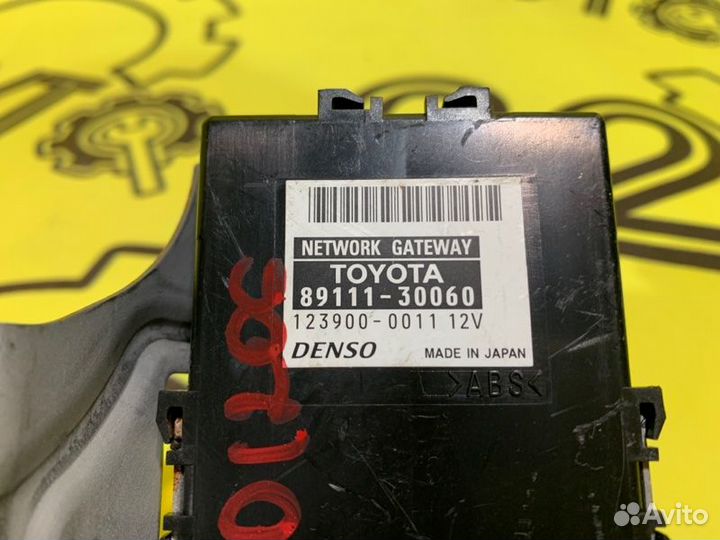 NETWORK GATEWAY
TOYOTA
89111-30060
123900-0011 12V
DENSO
MADE IN JAPAN
>ABS<
Avito